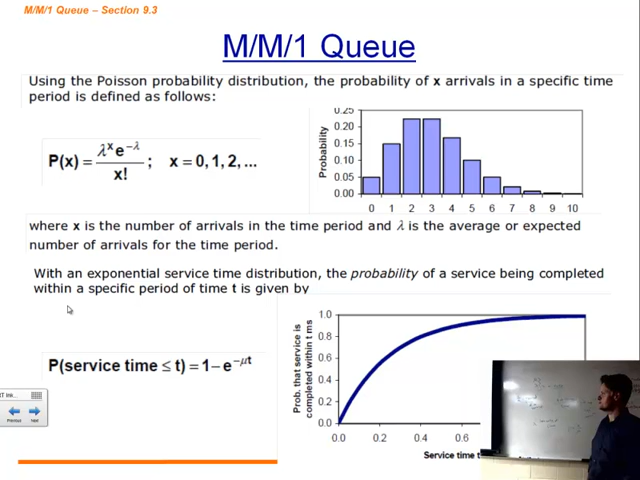 M/M/1 Queue – Section 9.3
M/M/1 Queue
Using the Poisson probability distribution, the probability of x arrivals in a specific time
period is defined as follows:
P(x) = λˣe⁻λ / x! ; x = 0, 1, 2, ...
Probability
0.25
0.20
0.15
0.10
0.05
0.00
0 1 2 3 4 5 6 7 8 9 10
where x is the number of arrivals in the time period and λ is the average or expected
number of arrivals for the time period.
With an exponential service time distribution, the probability of a service being completed
within a specific period of time t is given by
P(service time ≤ t) = 1 – e^–μt
Prob. that service is
completed within t ms
1.0
0.8
0.6
0.4
0.2
0.0
0.0 0.2 0.4 0.6
Service time t
Previous Next